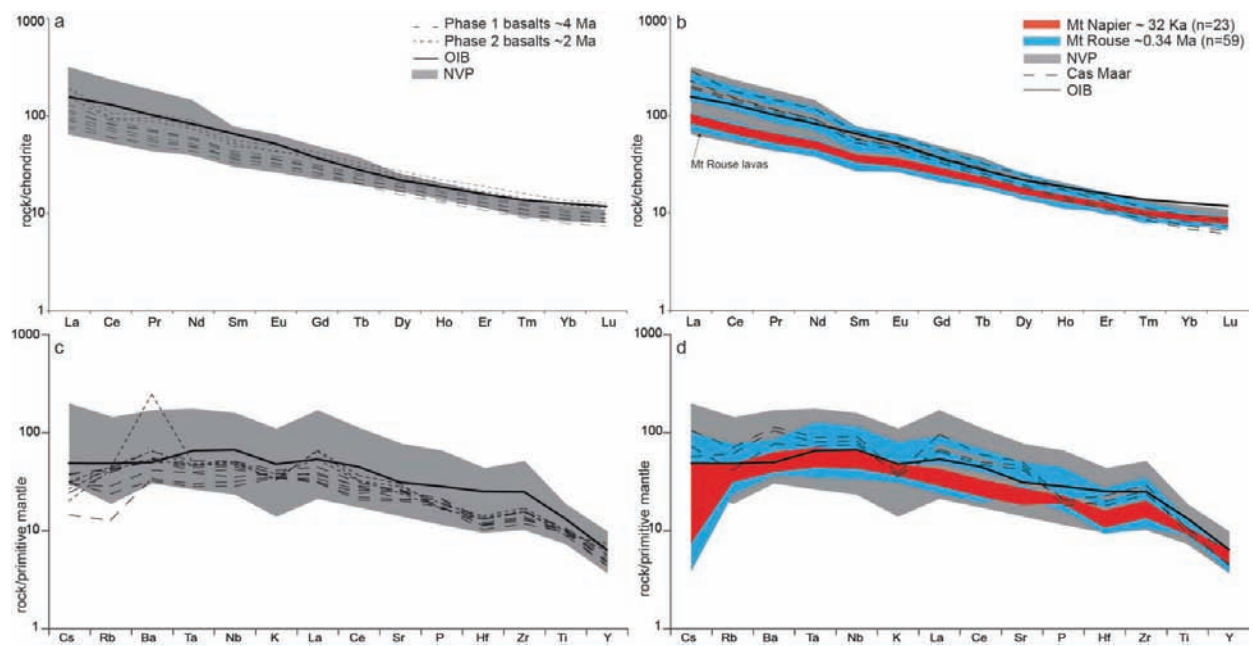 1000
a
Phase 1 basalts ~4 Ma
Phase 2 basalts ~2 Ma
OIB
NVP
100
10
1
rock/chondrite
La Ce Pr Nd Sm Eu Gd Tb Dy Ho Er Tm Yb Lu
1000
b
Mt Napier ~ 32 Ka (n=23)
Mt Rouse ~0.34 Ma (n=59)
NVP
Cas Maar
OIB
100
Mt Rouse lavas
10
1
rock/chondrite
La Ce Pr Nd Sm Eu Gd Tb Dy Ho Er Tm Yb Lu
1000
c
100
10
1
rock/primitive mantle
Cs Rb Ba Ta Nb K La Ce Sr P Hf Zr Ti Y
1000
d
100
10
1
rock/primitive mantle
Cs Rb Ba Ta Nb K La Ce Sr P Hf Zr Ti Y